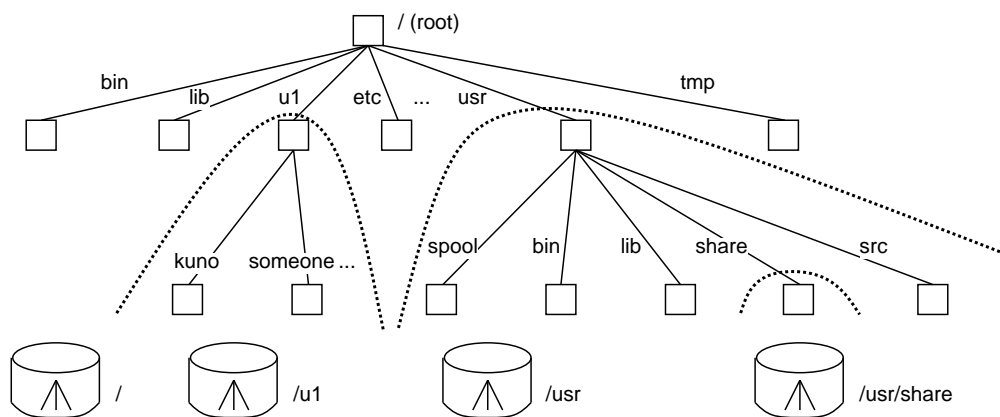 / (root)
bin lib u1 etc ... usr tmp
kuno someone ... spool bin lib share src
/ /u1 /usr /usr/share